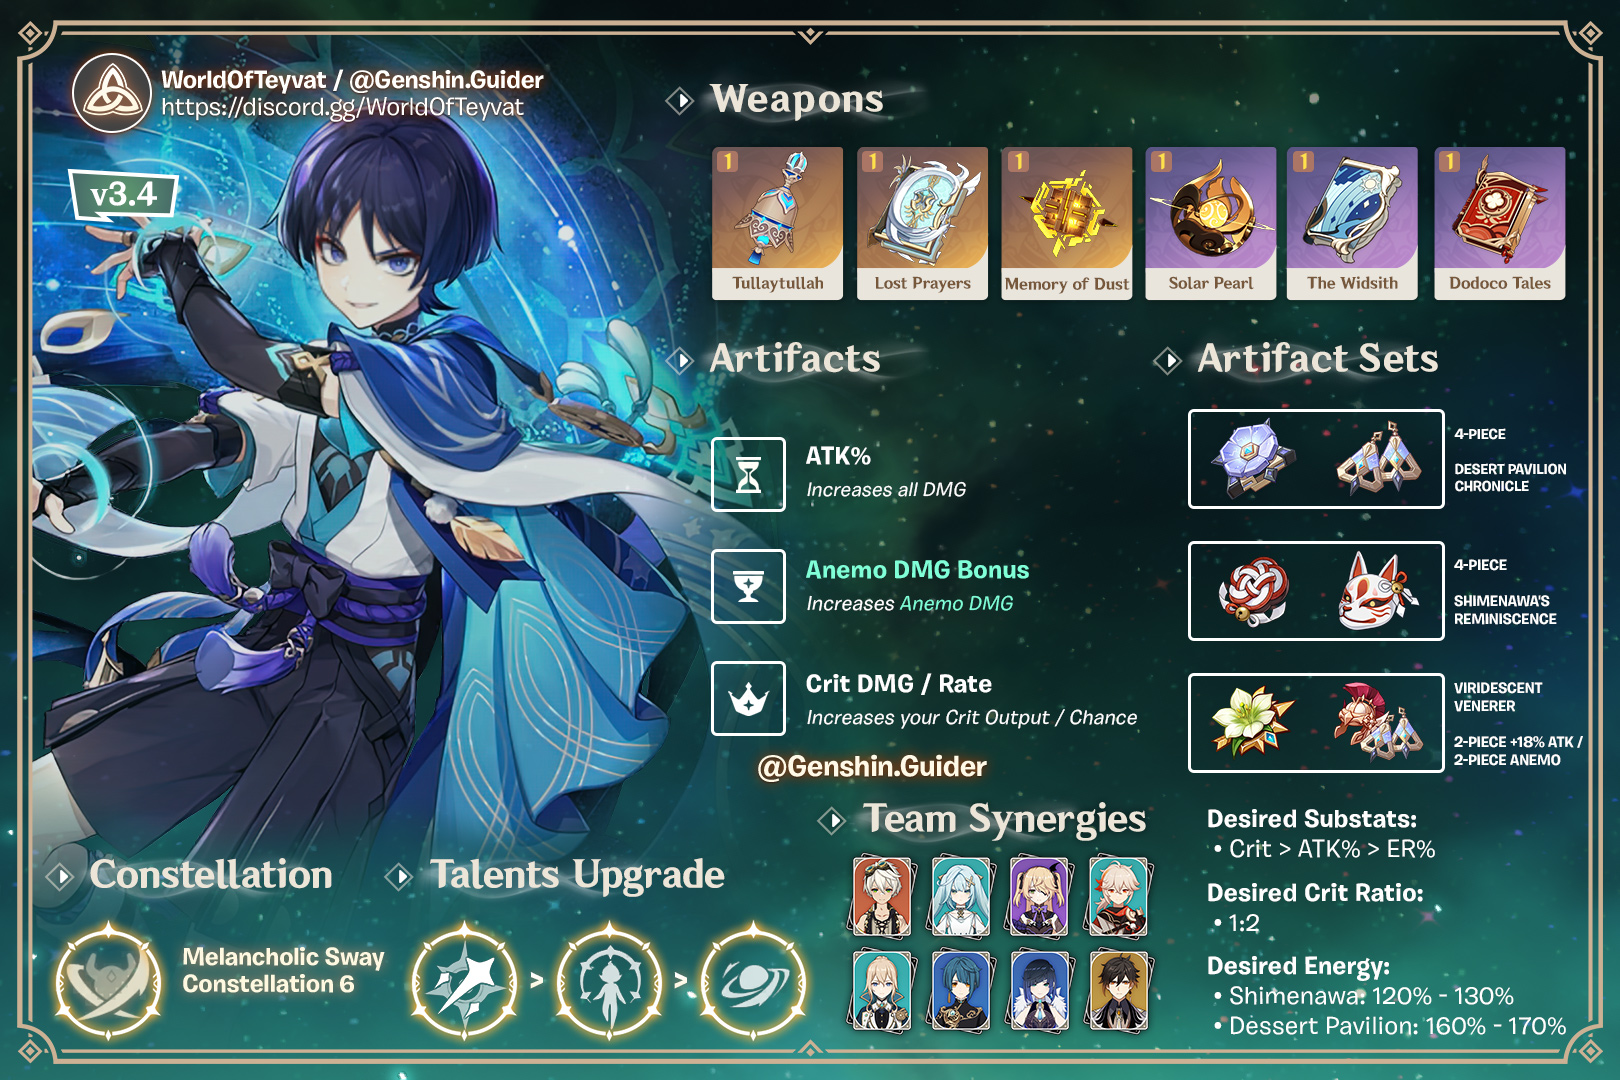 WorldOfTeyvat / @Genshin.Guider
https://discord.gg/WorldOfTeyvat
v3.4
Weapons
1
1
1
1
1
1
Tullaytullah
Lost Prayers
Memory of Dust
Solar Pearl
The Widsith
Dodoco Tales
Artifacts
ATK%
Increases all DMG
Anemo DMG Bonus
Increases Anemo DMG
Crit DMG / Rate
Increases your Crit Output / Chance
@Genshin.Guider
Artifact Sets
4-PIECE
DESERT PAVILION
CHRONICLE
4-PIECE
SHIMENAWA'S
REMINISCENCE
VIRIDESCENT
VENERER
2-PIECE +18% ATK /
2-PIECE ANEMO
Constellation
Melancholic Sway
Constellation 6
Talents Upgrade
>
>
Team Synergies
Desired Substats:
• Crit > ATK% > ER%
Desired Crit Ratio:
• 1:2
Desired Energy:
• Shimenawa: 120% - 130%
• Dessert Pavilion: 160% - 170%